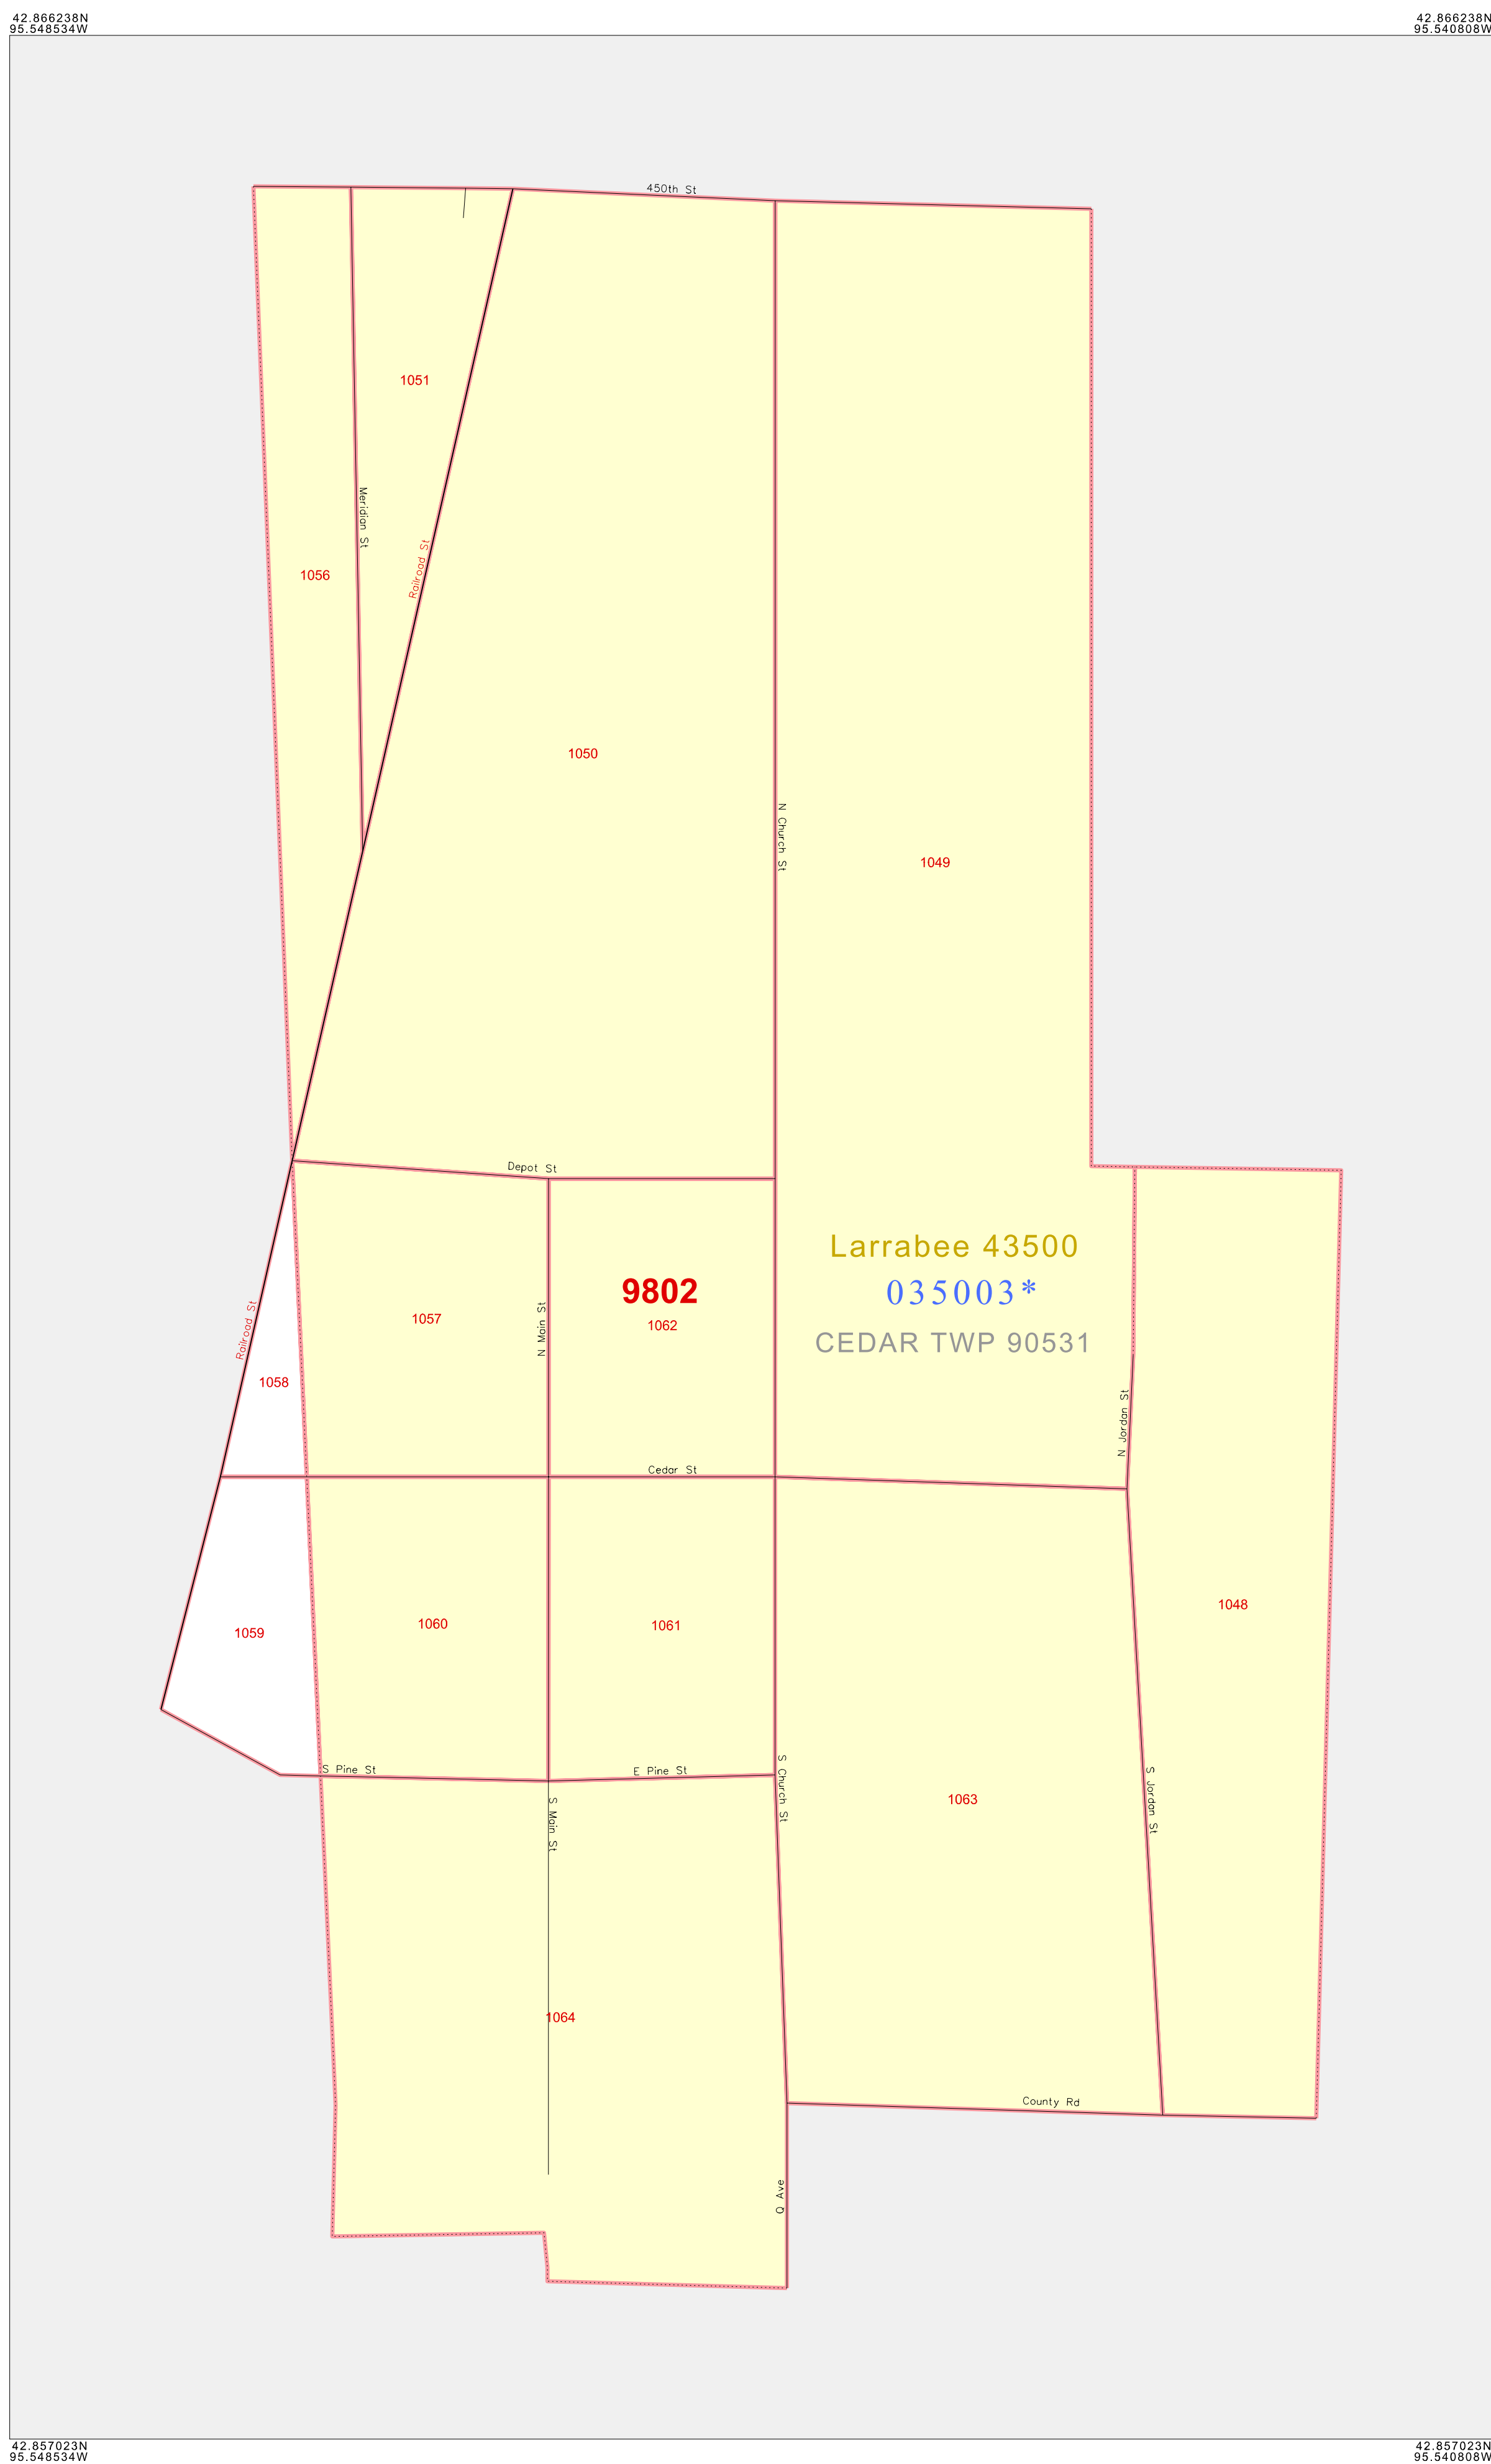 42.866238N
95.548534W
42.866238N
95.540808W
450th St
1051
Meridian St
Railroad St
1056
1050
N Church St
1049
Depot St
Larrabee 43500
9802
035003*
1057
N Main St
1062
CEDAR TWP 90531
Railroad St
1058
N Jordan St
Cedar St
1048
1059
1060
1061
S Pine St
E Pine St
S Church St
1063
S Jordan St
S Main St
1064
County Rd
Q Ave
42.857023N
95.548534W
42.857023N
95.540808W